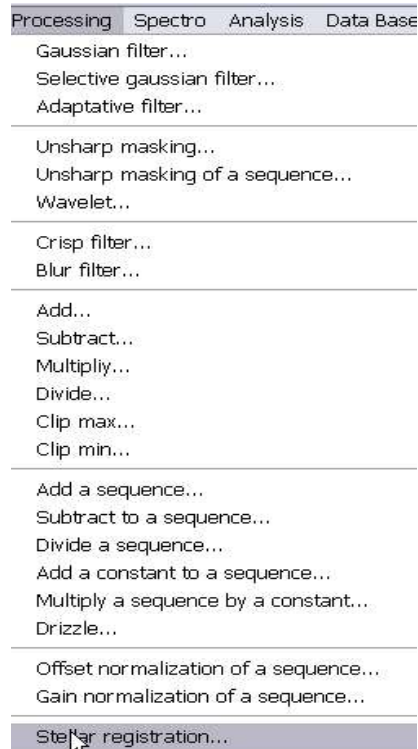 Processing Spectro Analysis Data Base
Gaussian filter...
Selective gaussian filter...
Adaptative filter...
Unsharp masking...
Unsharp masking of a sequence...
Wavelet...
Crisp filter...
Blur filter...
Add...
Subtract...
Multipliy...
Divide...
Clip max...
Clip min...
Add a sequence...
Subtract to a sequence...
Divide a sequence...
Add a constant to a sequence...
Multiply a sequence by a constant...
Drizzle...
Offset normalization of a sequence...
Gain normalization of a sequence...
Stellar registration...